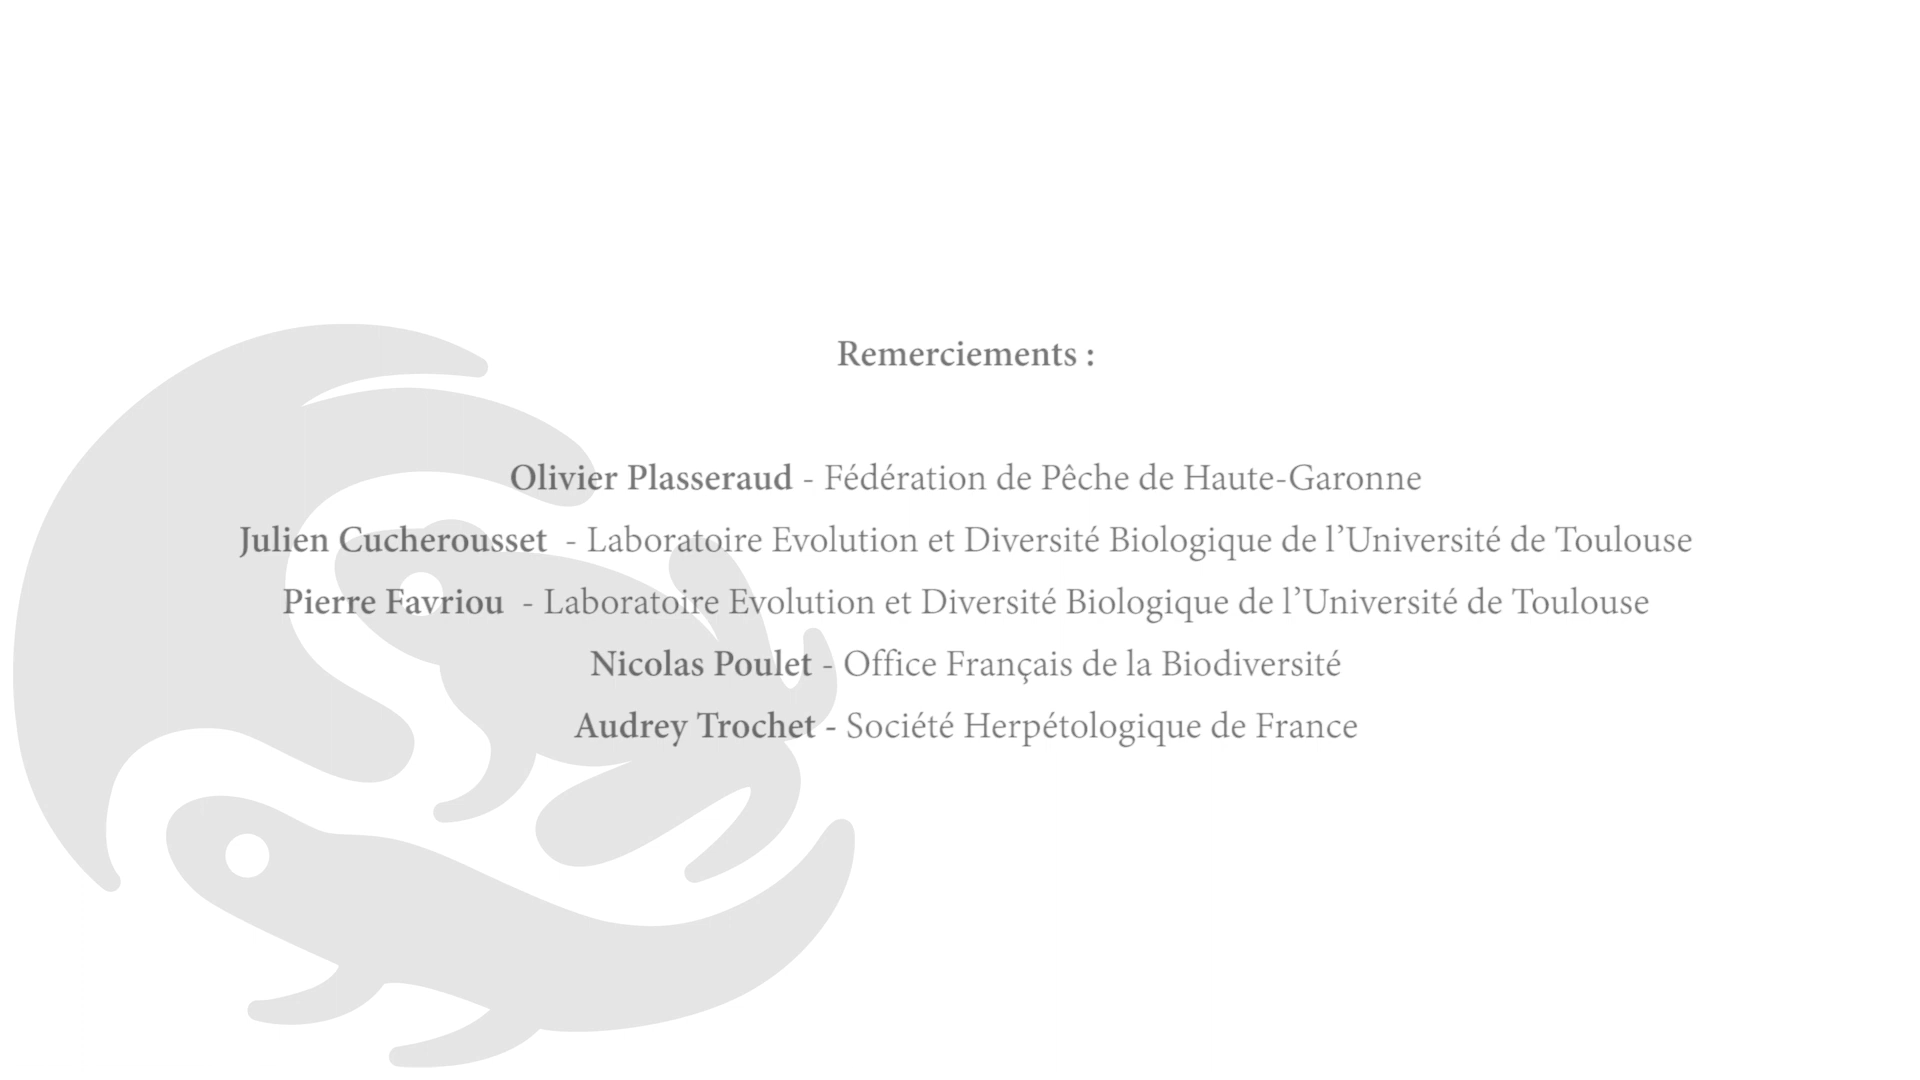 Remerciements :
Olivier Plasseraud - Fédération de Pêche de Haute-Garonne
Julien Cucherousset - Laboratoire Evolution et Diversité Biologique de l’Université de Toulouse
Pierre Favriou - Laboratoire Evolution et Diversité Biologique de l’Université de Toulouse
Nicolas Poulet - Office Français de la Biodiversité
Audrey Trochet - Société Herpétologique de France